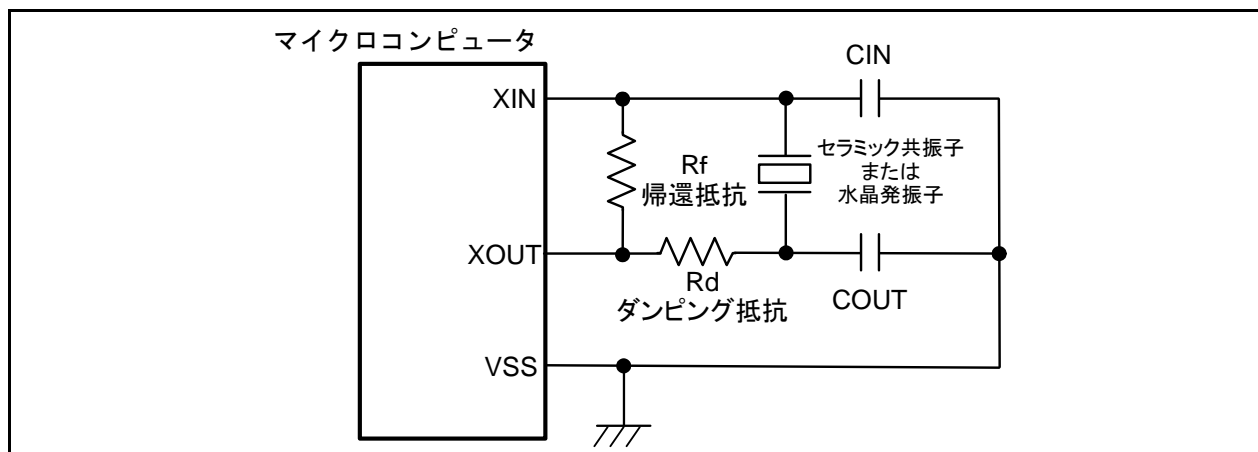 マイクロコンピュータ
CIN
XIN
セラミック共振子
または
水晶発振子
Rf
帰還抵抗
XOUT
Rd
ダンピング抵抗
COUT
VSS